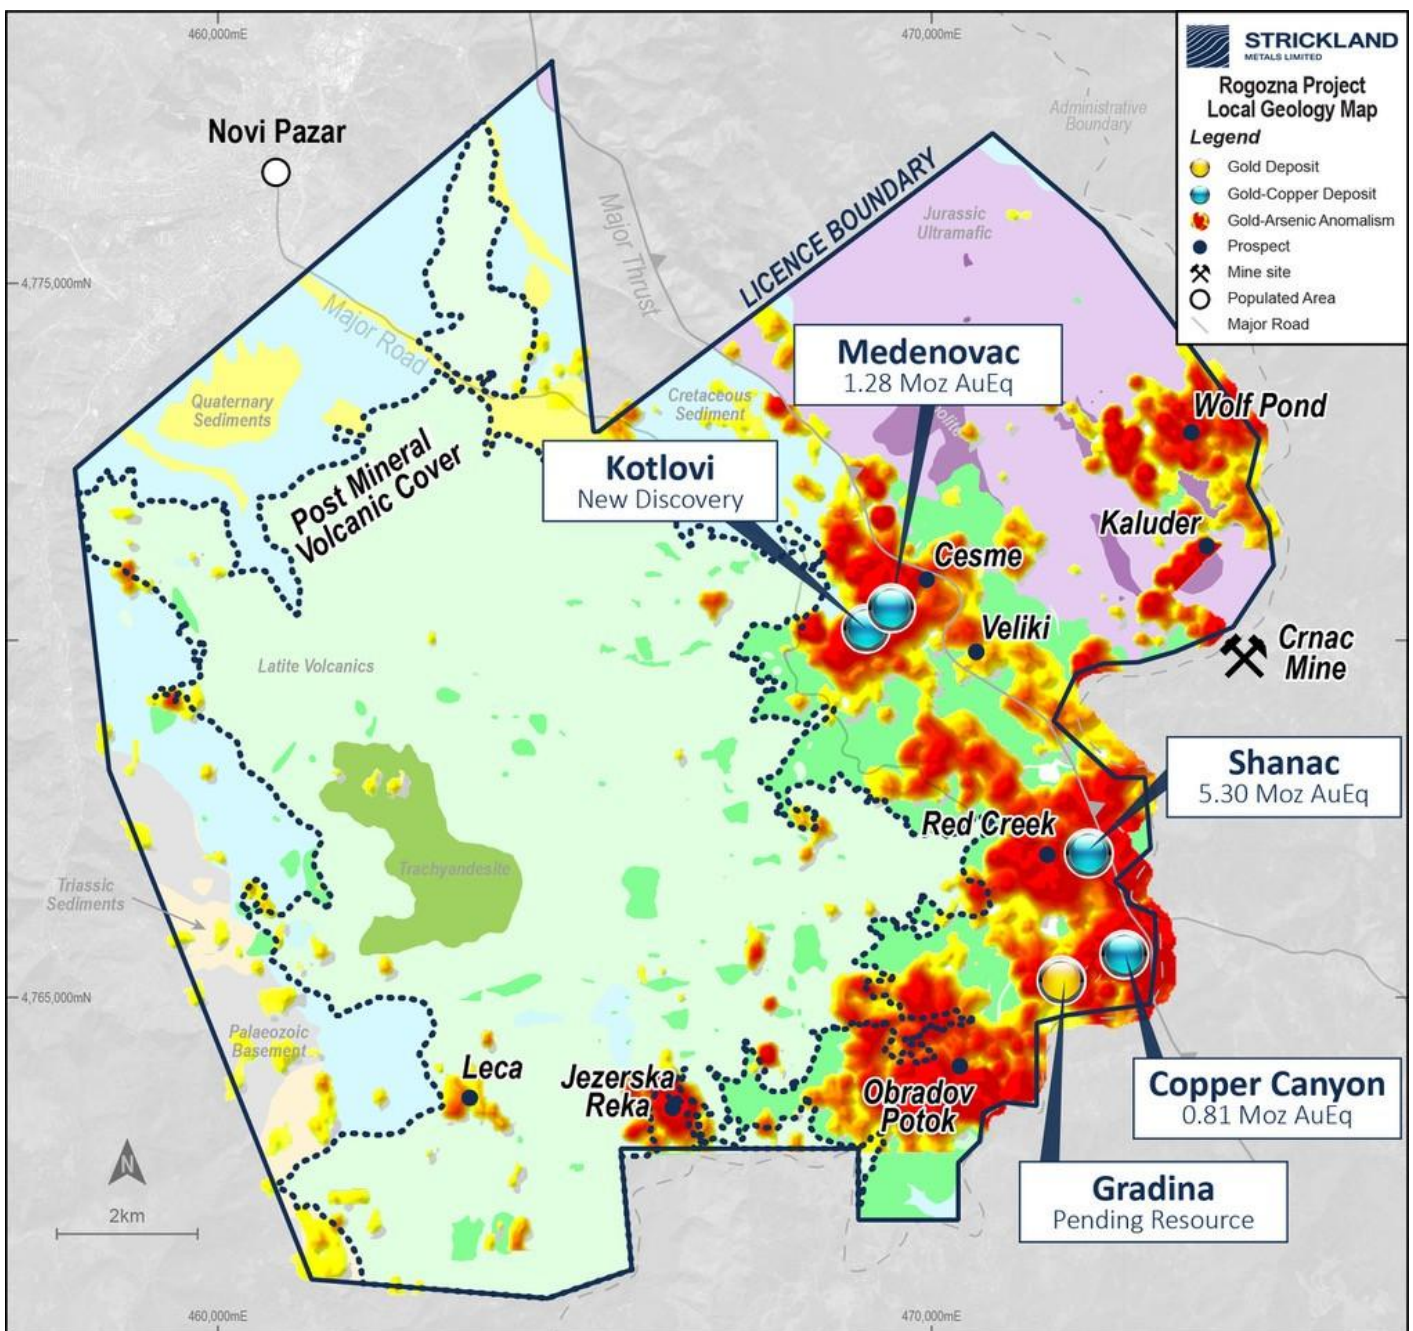 460,000mE
470,000mE
STRICKLAND
METALS LIMITED
Rogozna Project
Local Geology Map
Legend
Gold Deposit
Gold-Copper Deposit
Gold-Arsenic Anomalism
Prospect
Mine site
Populated Area
Major Road
Administrative
Boundary
Novi Pazar
LICENCE BOUNDARY
Jurassic
Ultramafic
Major Thrust
4,775,000mN
Major Road
Medenovac
1.28 Moz AuEq
Quaternary
Sediments
Cretaceous
Sediment
Wolf Pond
Post Mineral
Volcanic Cover
Kotlovi
New Discovery
Kaluder
Cesme
Veliki
Crnac
Mine
Latite Volcanics
Shanac
5.30 Moz AuEq
Red Creek
Trachyandesite
Triassic
Sediments
4,765,000mN
Palaeozoic
Basement
Leca
Jezerska
Reka
Obradov
Potok
Copper Canyon
0.81 Moz AuEq
N
Gradina
Pending Resource
2km
460,000mE
470,000mE